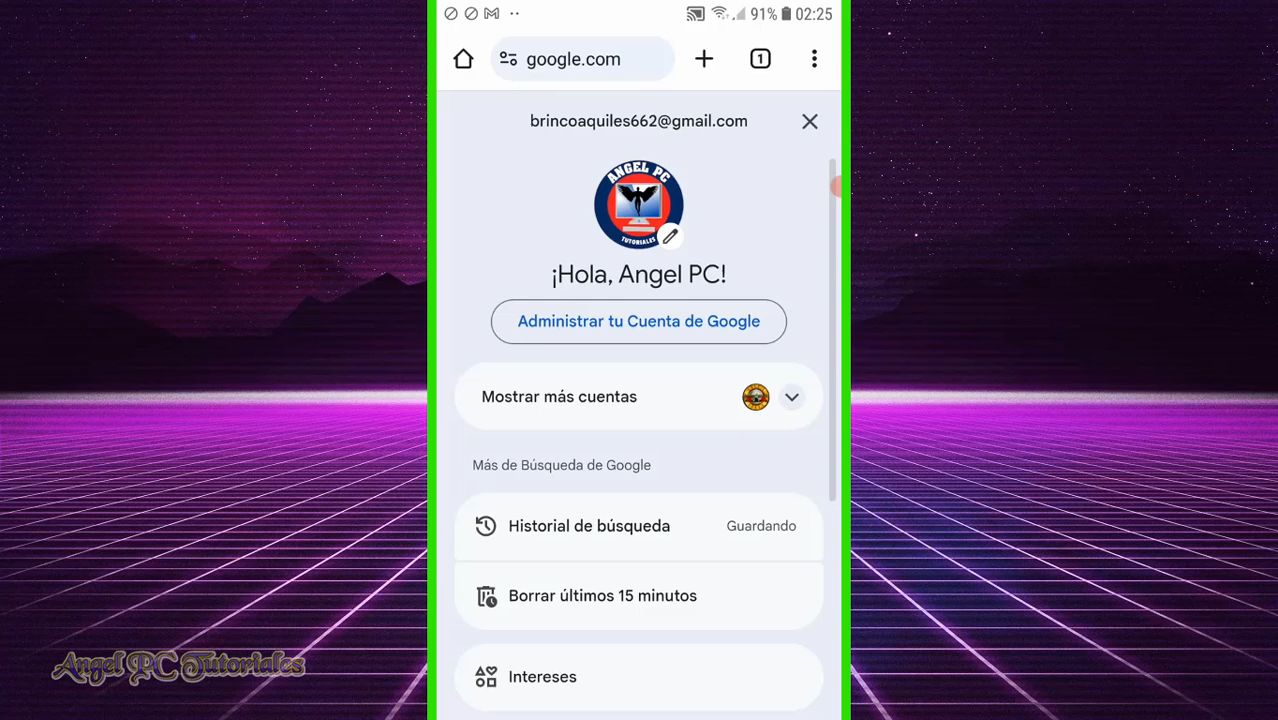 91% 02:25
google.com
1
brincoaquiles662@gmail.com
ANGEL PC
TUTORIALES
¡Hola, Angel PC!
Administrar tu Cuenta de Google
Mostrar más cuentas
Más de Búsqueda de Google
Historial de búsqueda Guardando
Borrar últimos 15 minutos
Intereses
Angel PC Tutoriales